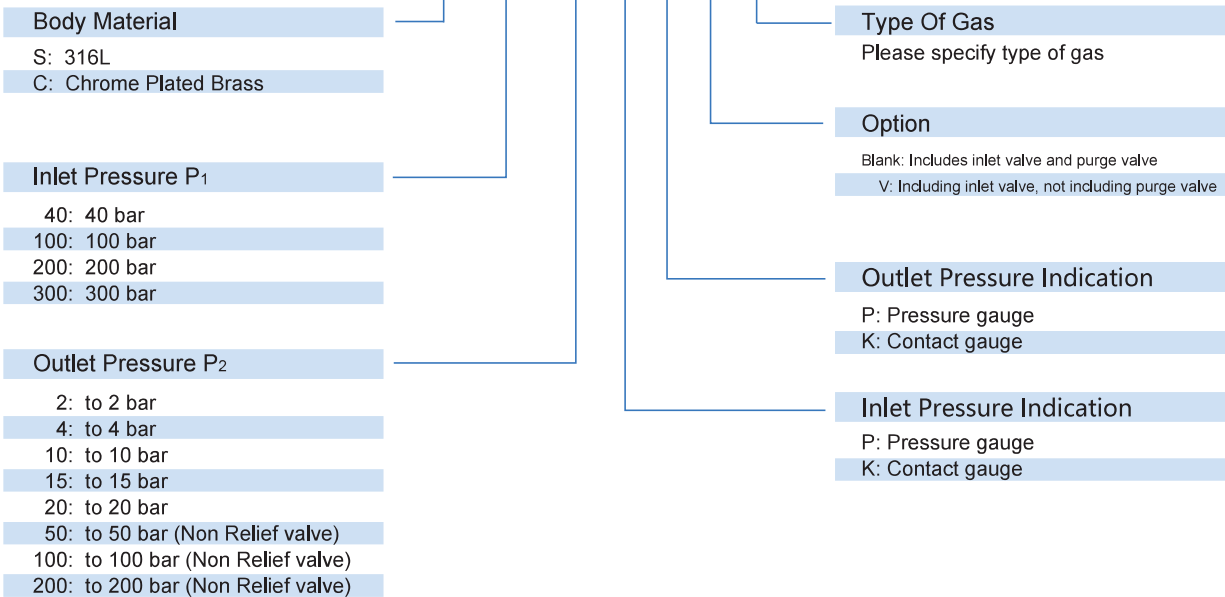 Body Material
S: 316L
C: Chrome Plated Brass
Inlet Pressure P1
40: 40 bar
100: 100 bar
200: 200 bar
300: 300 bar
Outlet Pressure P2
2: to 2 bar
4: to 4 bar
10: to 10 bar
15: to 15 bar
20: to 20 bar
50: to 50 bar (Non Relief valve)
100: to 100 bar (Non Relief valve)
200: to 200 bar (Non Relief valve)
Type Of Gas
Please specify type of gas
Option
Blank: Includes inlet valve and purge valve
V: Including inlet valve, not including purge valve
Outlet Pressure Indication
P: Pressure gauge
K: Contact gauge
Inlet Pressure Indication
P: Pressure gauge
K: Contact gauge